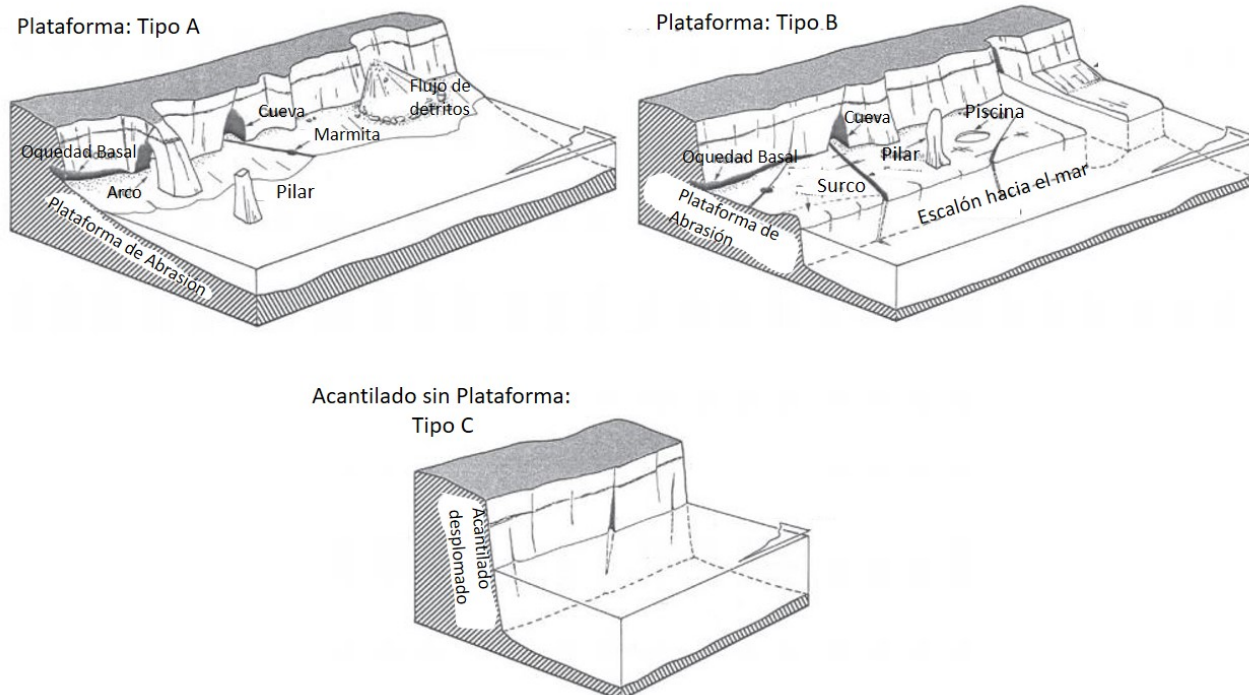 Plataforma: Tipo A
Cueva
Flujo de
detritos
Marmita
Oquedad Basal
Arco
Pilar
Plataforma de Abrasión
Plataforma: Tipo B
Cueva
Piscina
Oquedad Basal
Pilar
Surco
Escalón hacia el mar
Plataforma de
Abrasión
Acantilado sin Plataforma:
Tipo C
Acantilado
desplomado